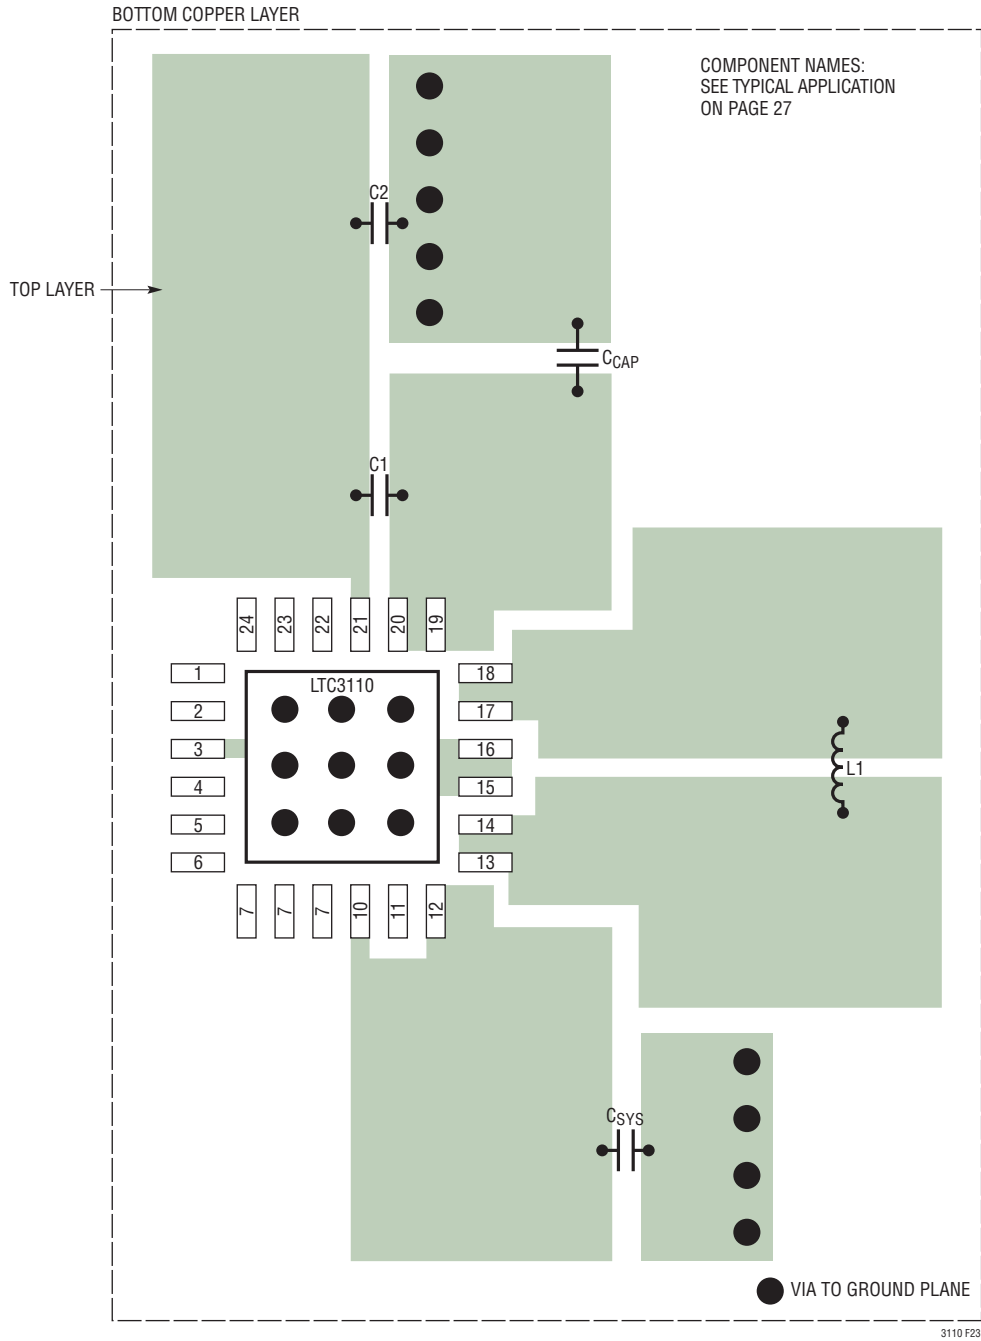 BOTTOM COPPER LAYER
COMPONENT NAMES:
SEE TYPICAL APPLICATION
ON PAGE 27
C2
TOP LAYER
CCAP
C1
24
23
22
21
20
19
1
LTC3110
18
2
17
3
16
4
15
L1
5
14
6
13
7
7
7
10
11
12
CSYS
VIA TO GROUND PLANE
3110 F23